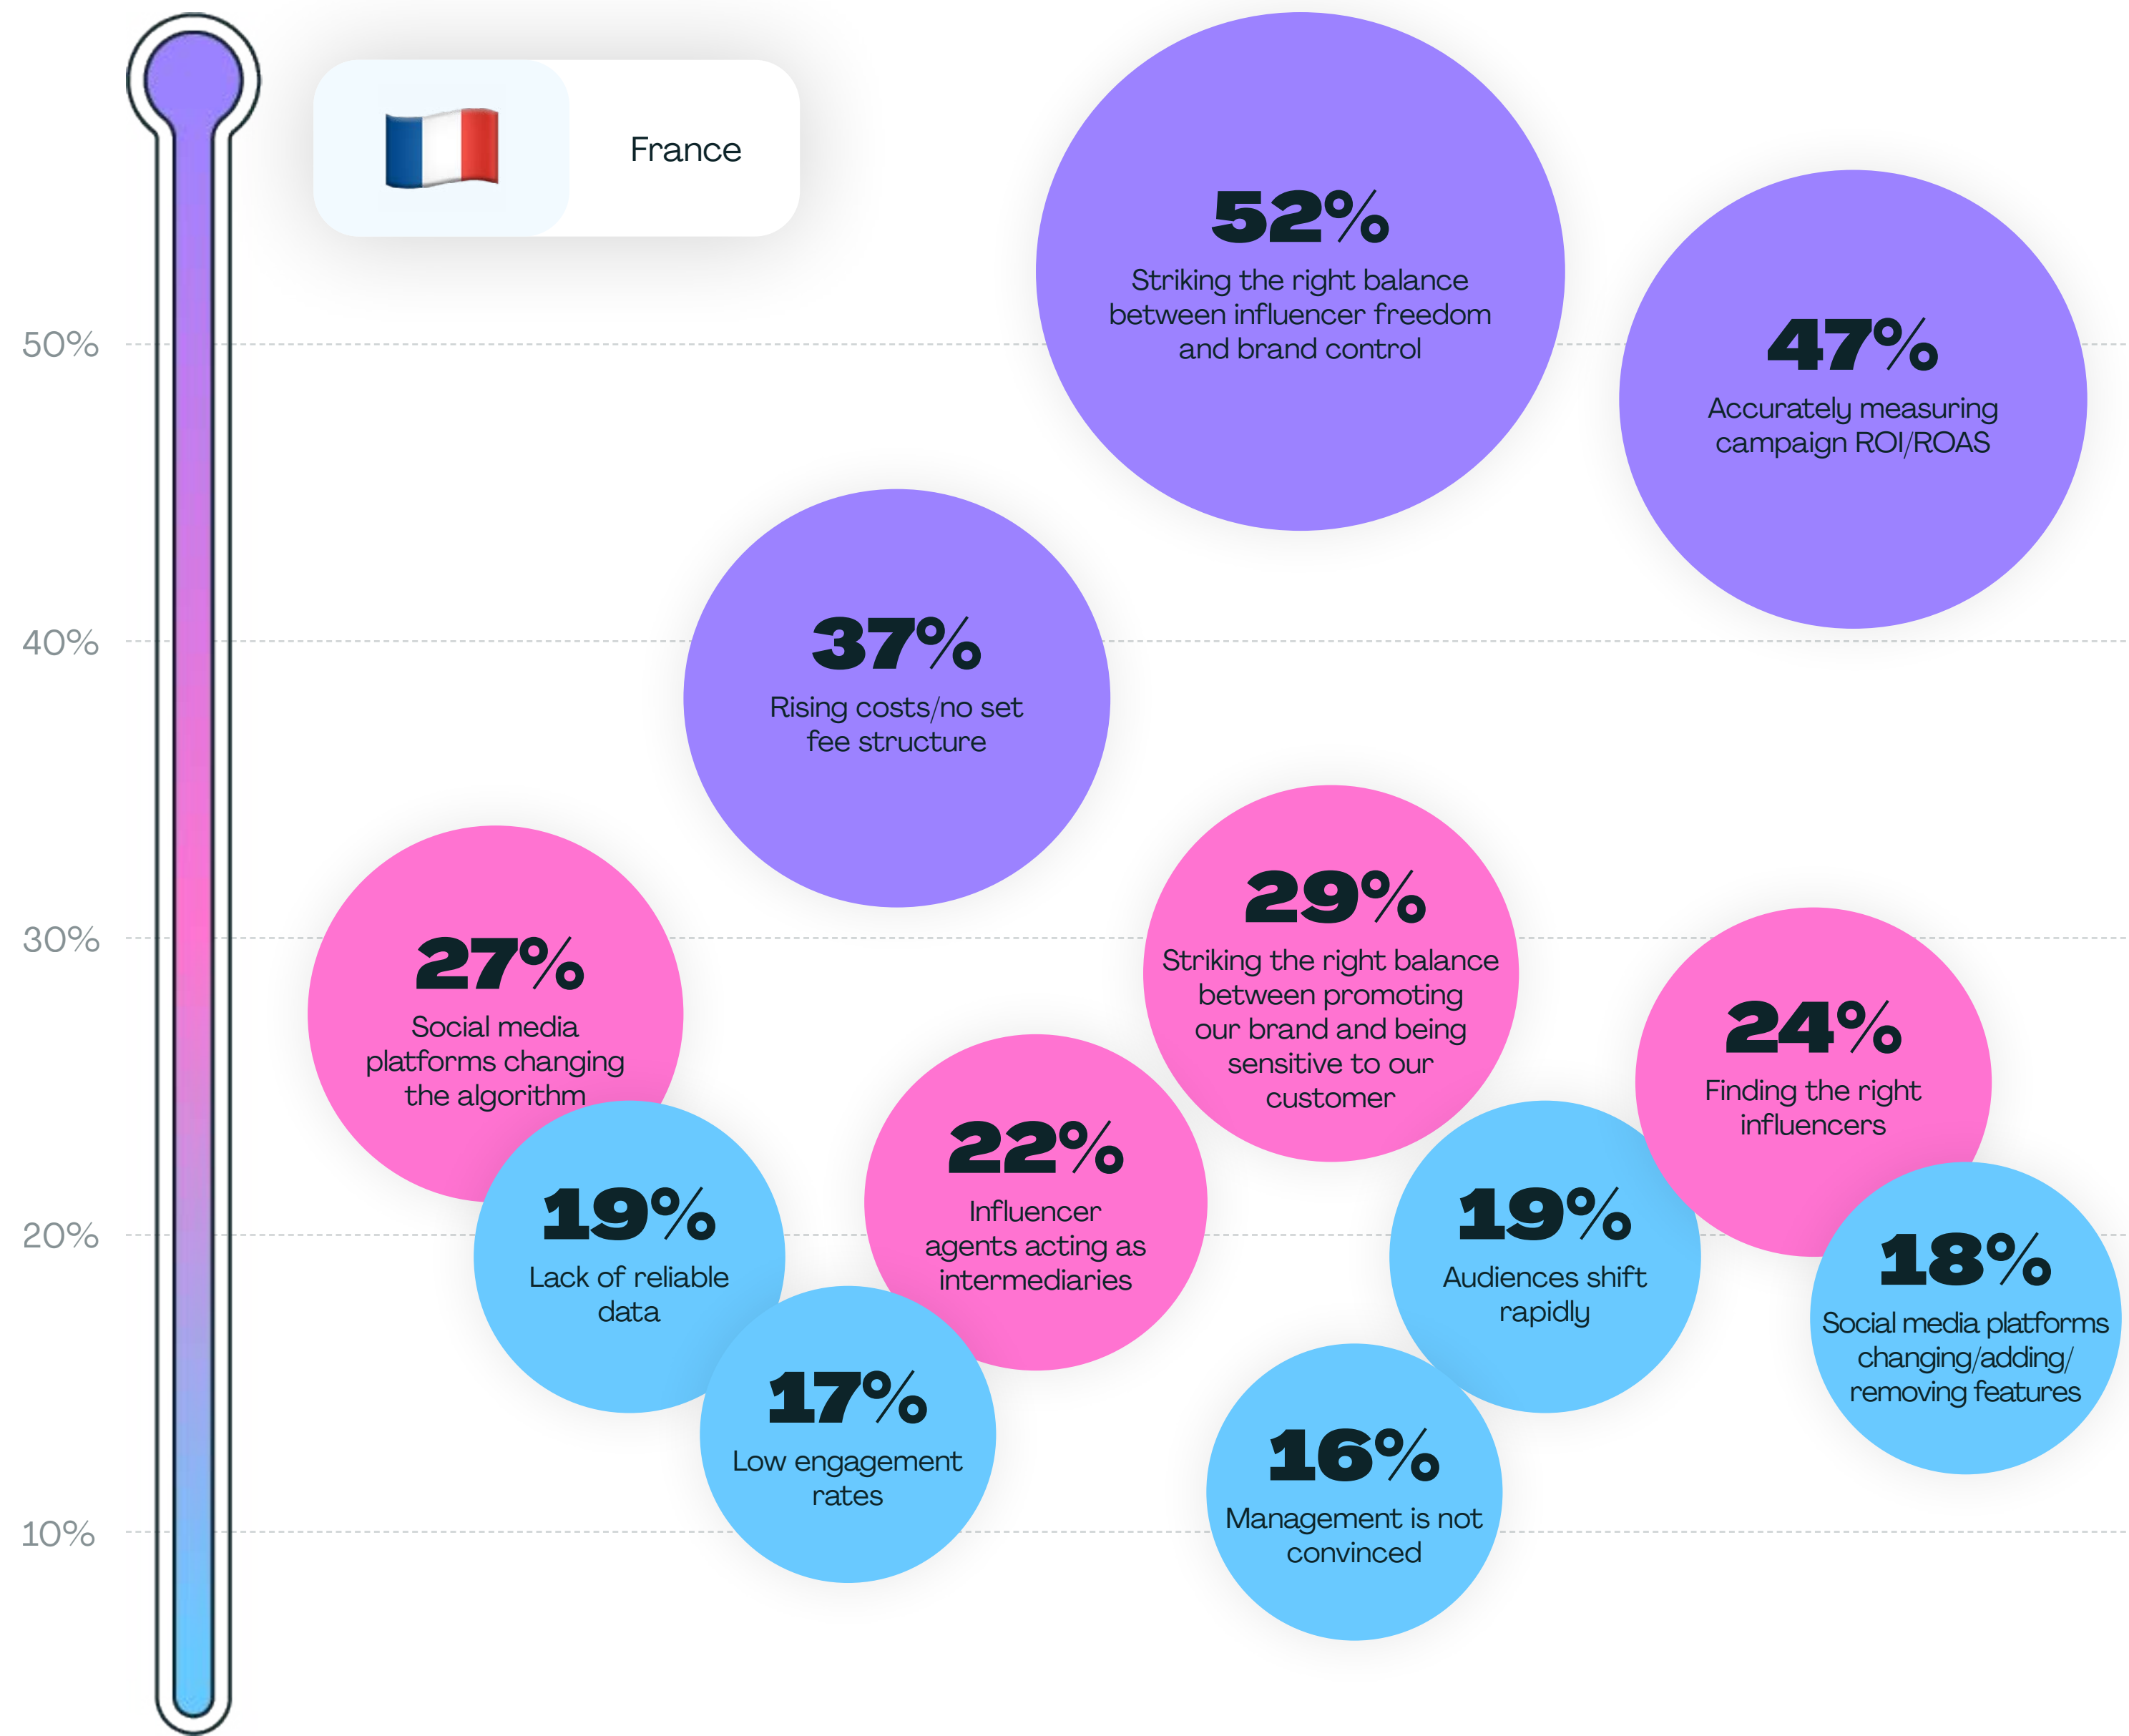 France
52%
Striking the right balance
between influencer freedom
and brand control
47%
Accurately measuring
campaign ROI/ROAS
50%
40%
37%
Rising costs/no set
fee structure
30%
27%
Social media
platforms changing
the algorithm
29%
Striking the right balance
between promoting
our brand and being
sensitive to our
customer
24%
Finding the right
influencers
22%
Influencer
agents acting as
intermediaries
20%
19%
Lack of reliable
data
19%
Audiences shift
rapidly
18%
Social media platforms
changing/adding/
removing features
17%
Low engagement
rates
16%
Management is not
convinced
10%